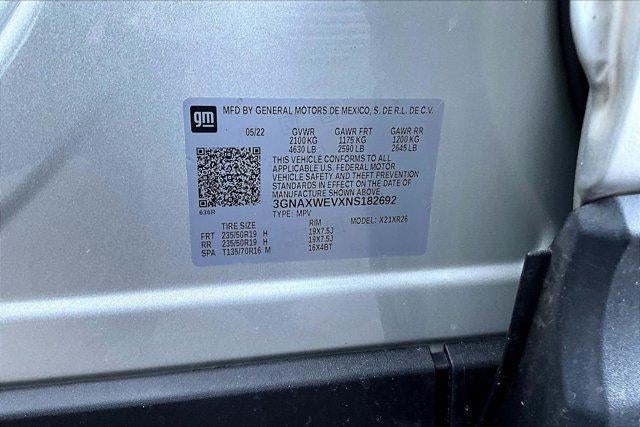 gm
MFD BY GENERAL MOTORS DE MEXICO, S. DE R.L. DE C.V.
05/22 GVWR GAWR FRT GAWR RR
2100 KG 1175 KG 1200 KG
4630 LB 2590 LB 2645 LB
THIS VEHICLE CONFORMS TO ALL
APPLICABLE U.S. FEDERAL MOTOR
VEHICLE SAFETY AND THEFT PREVENTION
STANDARDS IN EFFECT ON THE DATE OF
MANUFACTURE SHOWN ABOVE.
3GNAXWEVXNS182692
636R
TYPE: MPV MODEL: X21XR26
TIRE SIZE RIM
FRT 235/50R19 H 19X7.5J
RR 235/50R19 H 19X7.5J
SPA T135/70R16 M 16X4BT